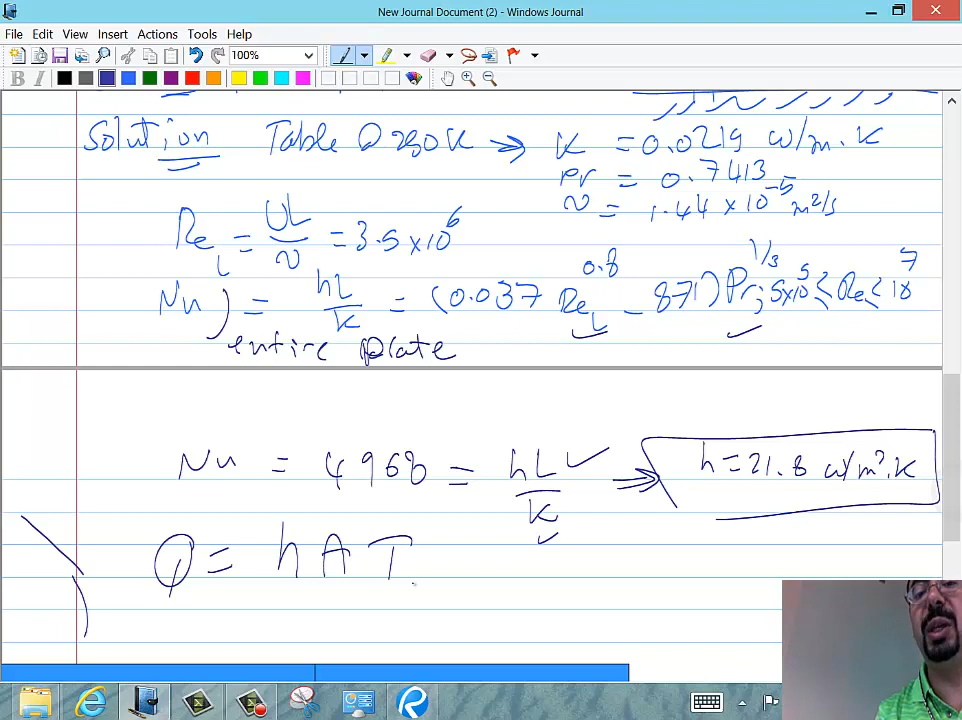 New Journal Document (2) - Windows Journal
File Edit View Insert Actions Tools Help
100%
B I
Solution Table @ 280K ⇒ K = 0.0219 w/m.K
Pr = 0.7413
ν = 1.44 x 10^-5 m²/s
Re_L = UL/ν = 3.5 x 10^6
Nu) = hL/k = (0.037 Re_L^0.8 - 871) Pr^1/3; 5x10^5 < Re_L < 10^7
entire plate
Nu = 4968 = hL/k ⇒ h = 21.8 w/m².K
Q = h A T